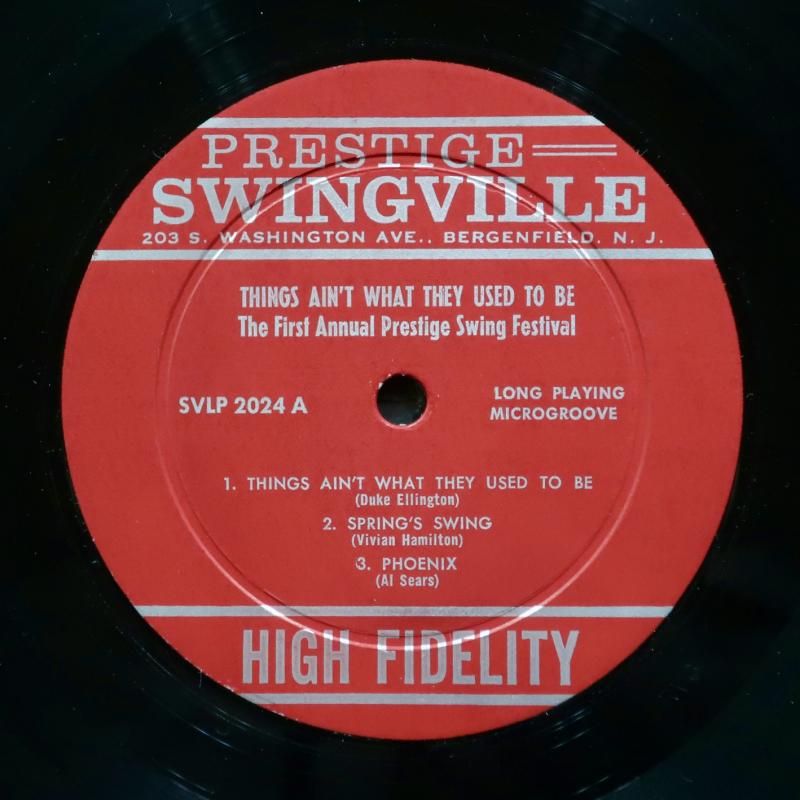 PRESTIGE
SWINGVILLE
203 S. WASHINGTON AVE., BERGENFIELD, N. J.
THINGS AIN'T WHAT THEY USED TO BE
The First Annual Prestige Swing Festival
SVLP 2024 A
LONG PLAYING
MICROGROOVE
1. THINGS AIN'T WHAT THEY USED TO BE
(Duke Ellington)
2. SPRING'S SWING
(Vivian Hamilton)
3. PHOENIX
(Al Sears)
HIGH FIDELITY